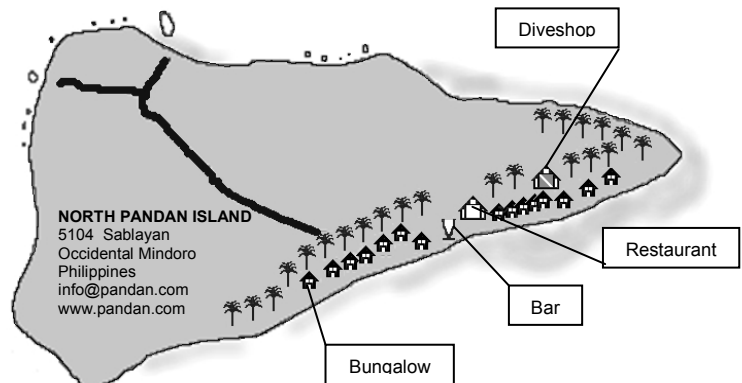 Diveshop
NORTH PANDAN ISLAND
5104 Sablayan
Occidental Mindoro
Philippines
info@pandan.com
www.pandan.com
Restaurant
Bar
Bungalow